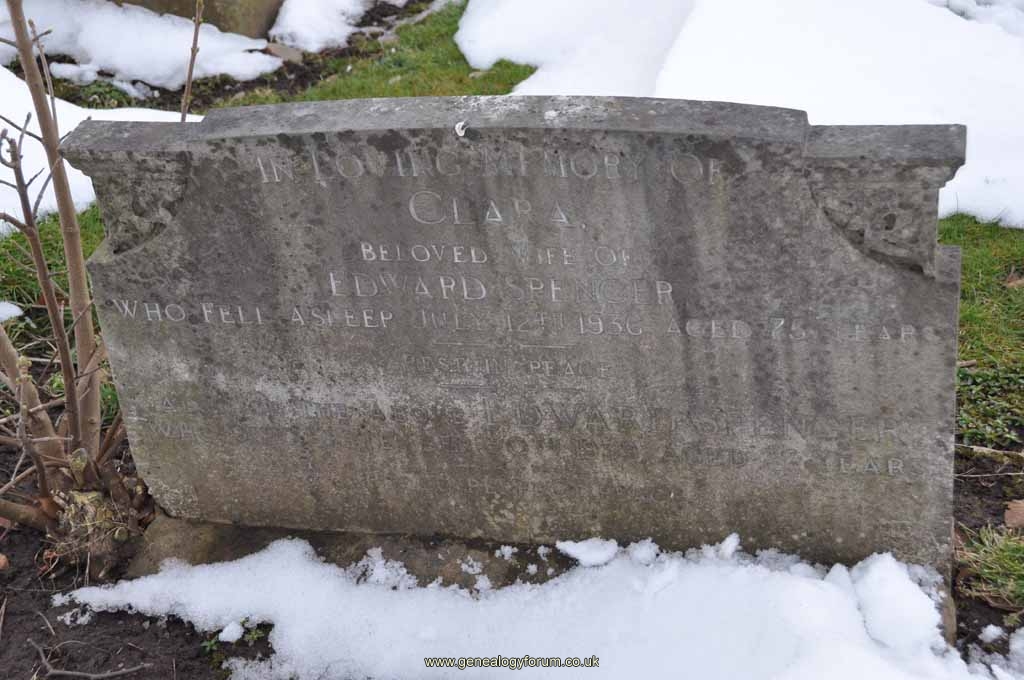 IN LOVING MEMORY OF
CLARA,
BELOVED WIFE OF
EDWARD SPENCER
WHO FELL ASLEEP JULY 12TH 1936 AGED 75 YEARS
REST IN PEACE
EDWARD SPENCER
AGED YEARS
www.genealogyforum.co.uk